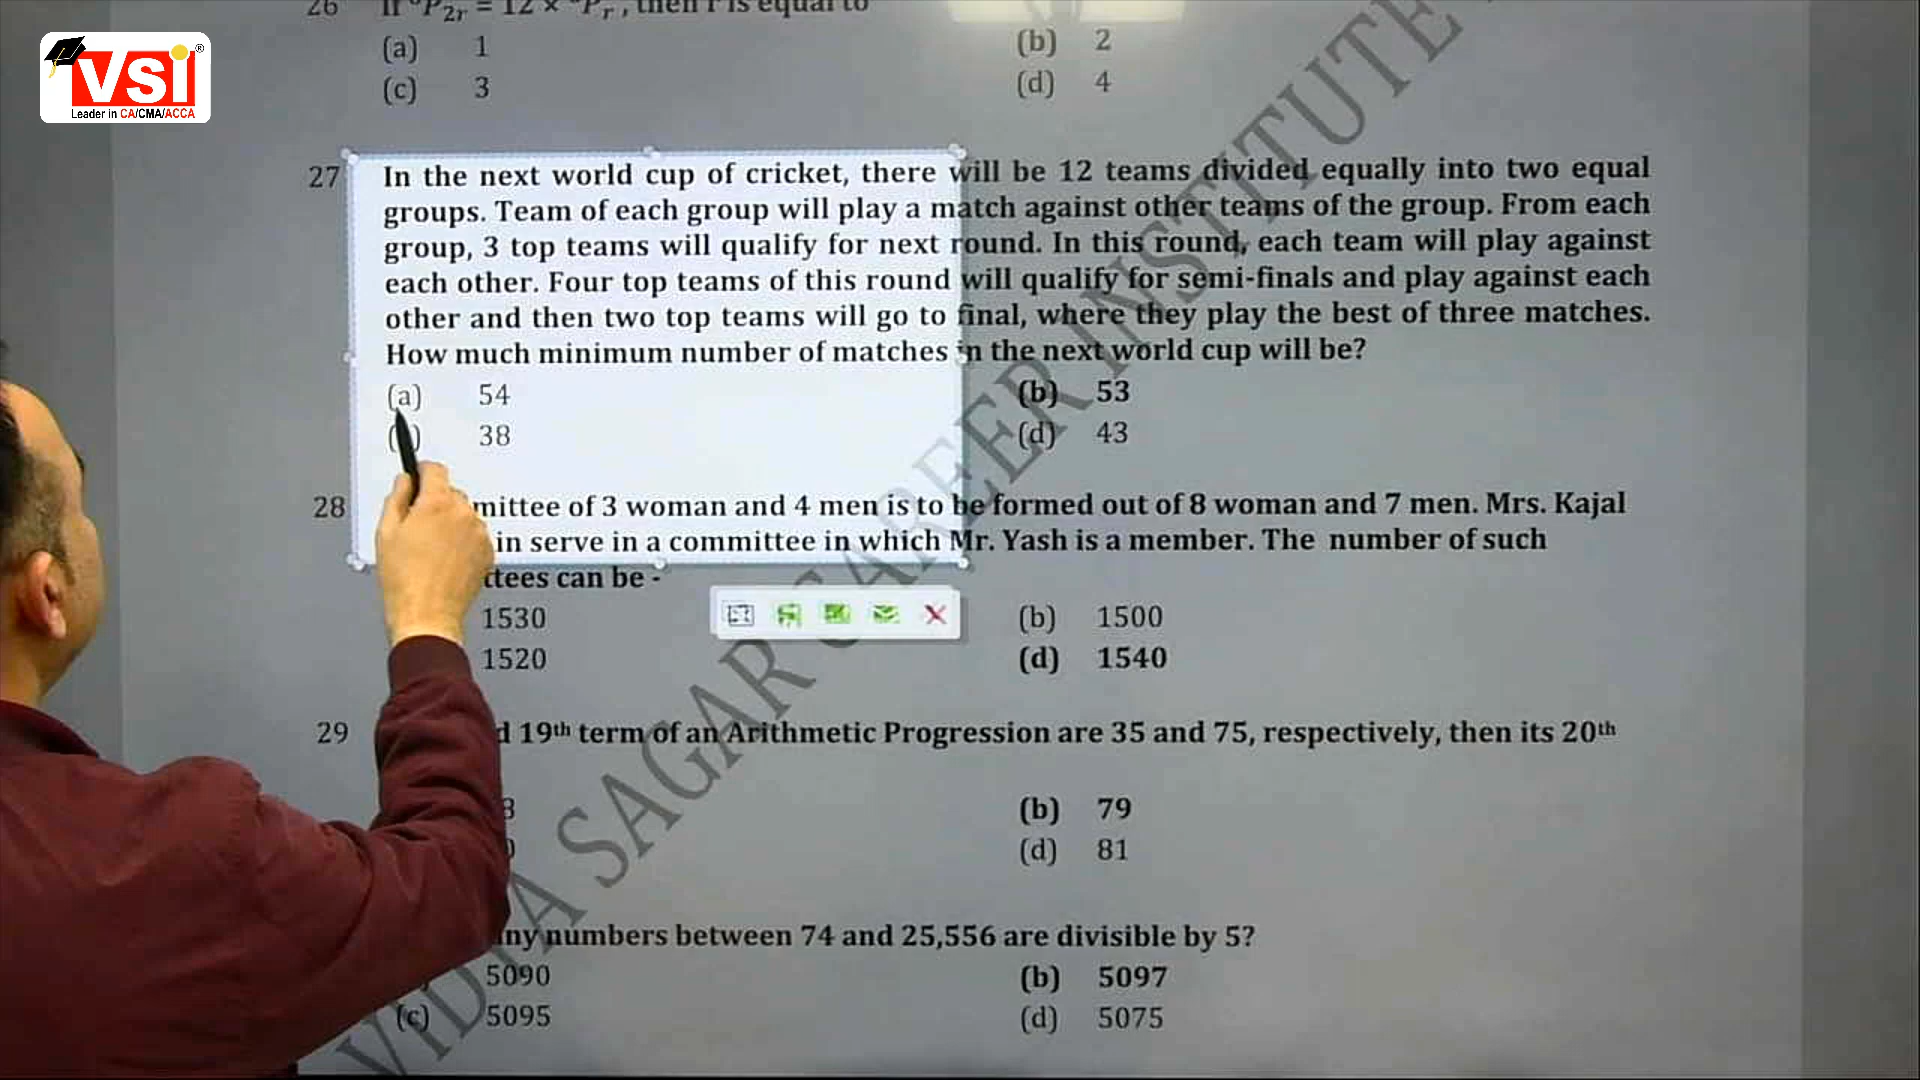 VSI®
Leader in CA/CMA/ACCA
26 If P2r = 12 × Pr, then r is equal to
(a) 1 (b) 2
(c) 3 (d) 4
27 In the next world cup of cricket, there will be 12 teams divided equally into two equal
groups. Team of each group will play a match against other teams of the group. From each
group, 3 top teams will qualify for next round. In this round, each team will play against
each other. Four top teams of this round will qualify for semi-finals and play against each
other and then two top teams will go to final, where they play the best of three matches.
How much minimum number of matches in the next world cup will be?
(a) 54 (b) 53
38 (d) 43
28 mittee of 3 woman and 4 men is to be formed out of 8 woman and 7 men. Mrs. Kajal
in serve in a committee in which Mr. Yash is a member. The number of such
ttees can be -
1530 (b) 1500
1520 (d) 1540
29 19th term of an Arithmetic Progression are 35 and 75, respectively, then its 20th
(b) 79
(d) 81
ny numbers between 74 and 25,556 are divisible by 5?
5090 (b) 5097
(c) 5095 (d) 5075
VIDYA SAGAR CAREER INSTITUTE